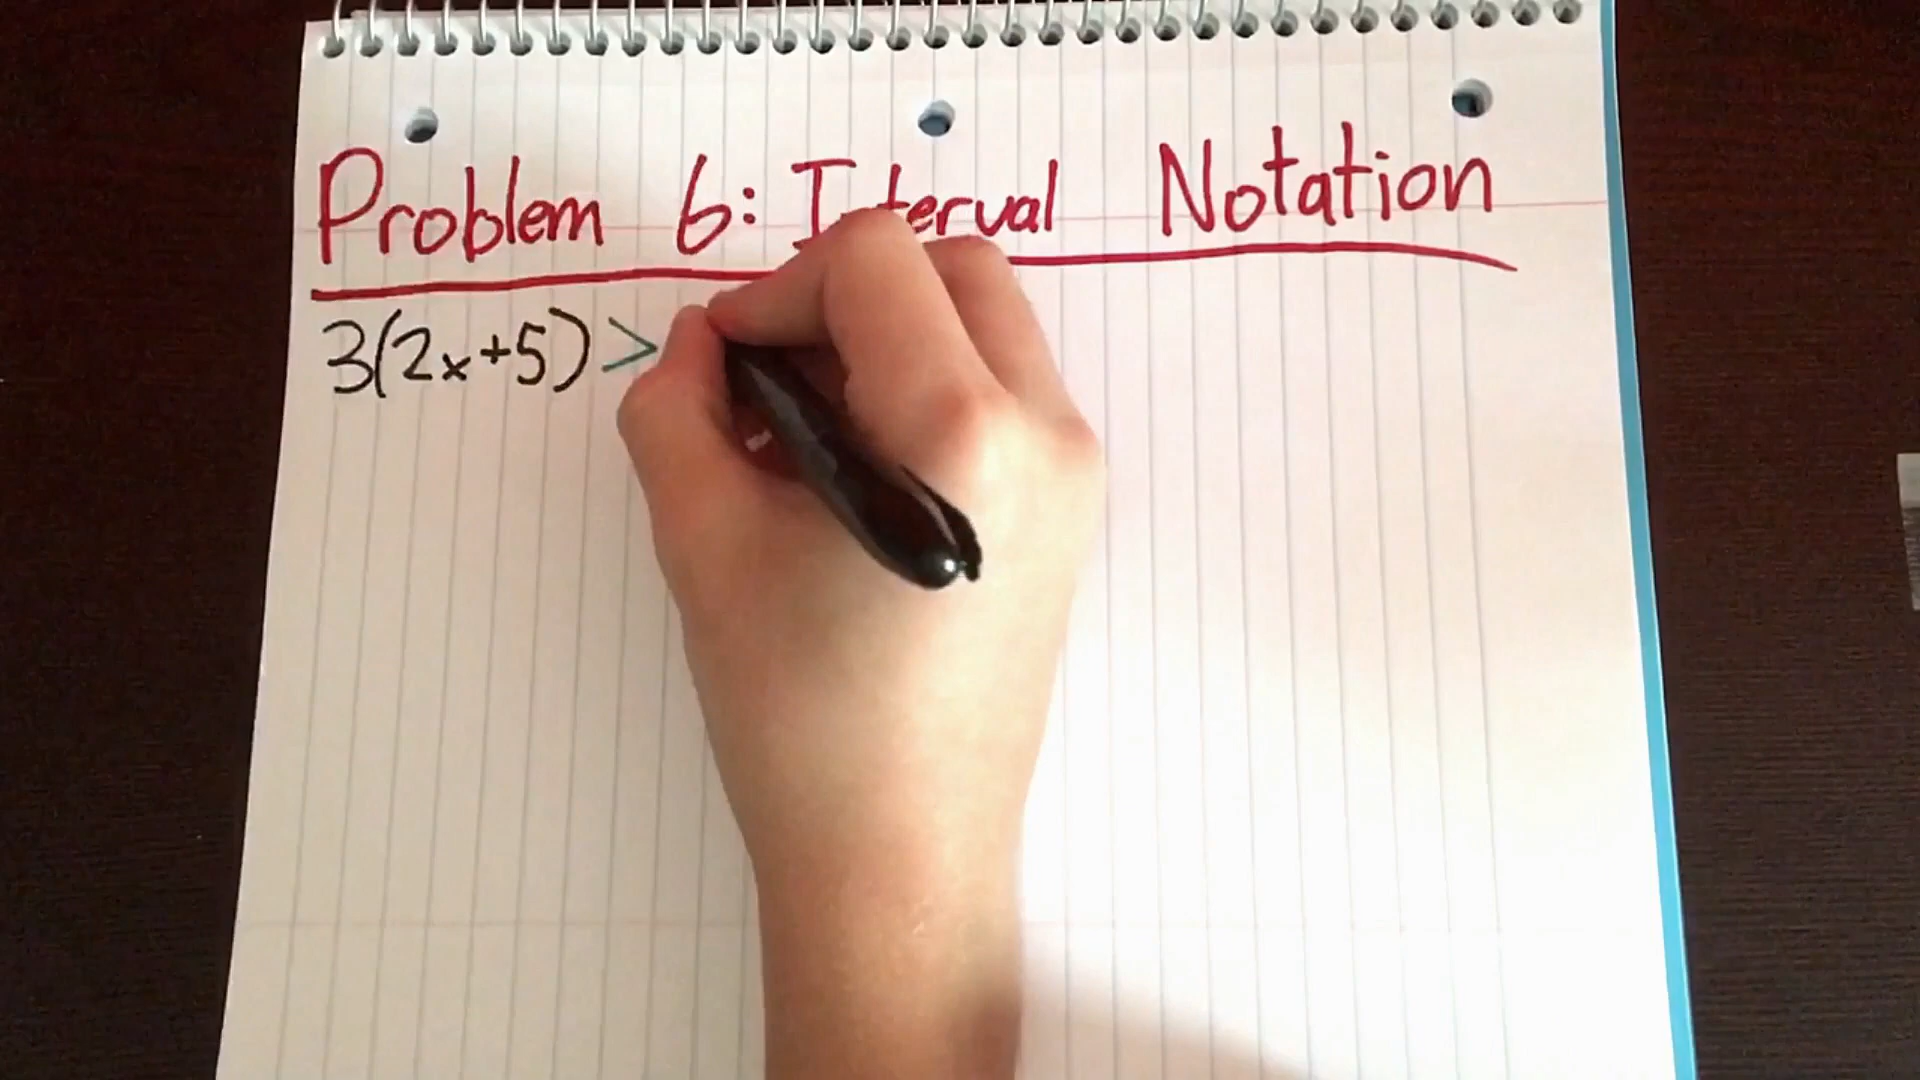 Problem 6: Interval Notation
3(2x+5)>